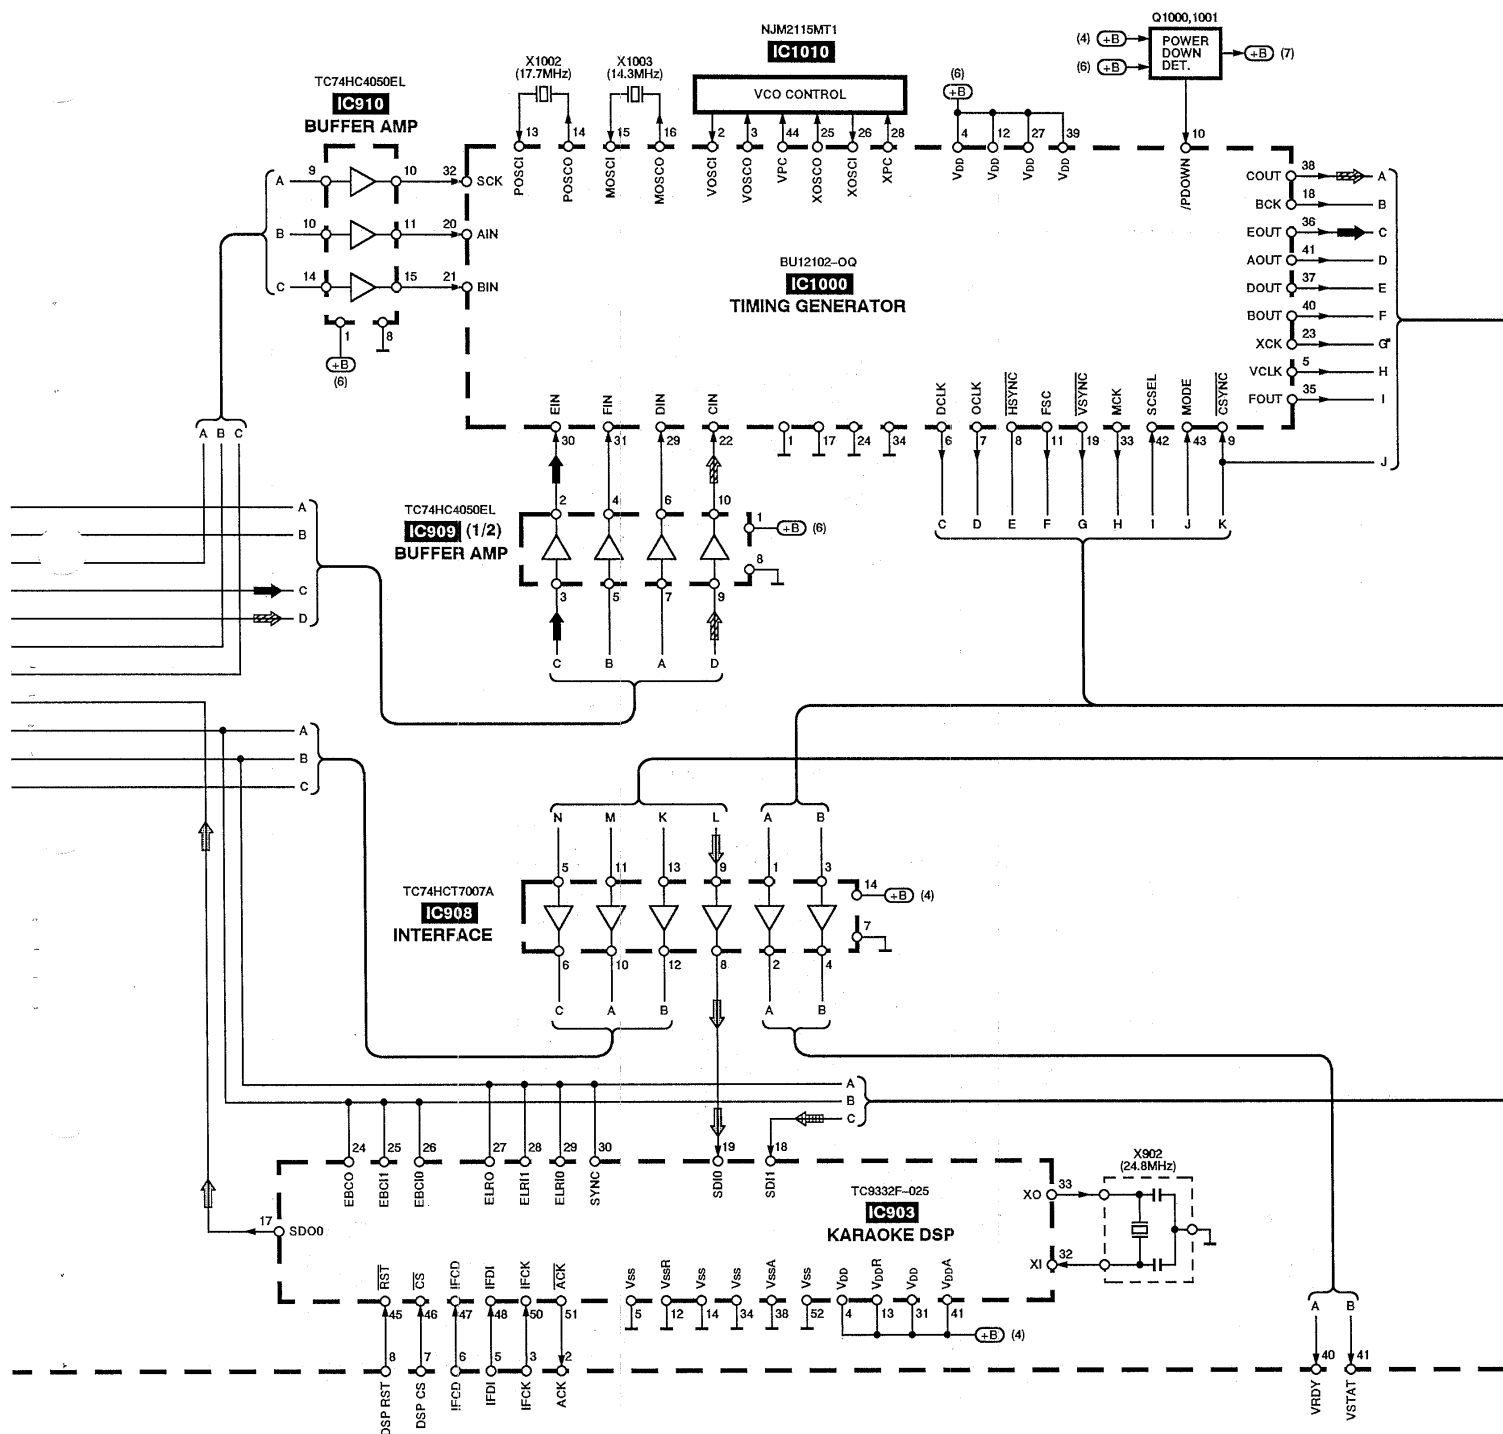 Q1000,1001
NJM2115MT1
IC1010
(4) +B POWER DOWN DET. +B (7)
(6) +B
X1002 (17.7MHz)
X1003 (14.3MHz)
VCO CONTROL
(6) +B
TC74HC4050EL
IC910
BUFFER AMP
13 14 15 16 2 3 44 25 26 28 4 12 27 39 10
POSCI POSCO MOSCI MOSCO VOSCI VOSCO VPC XOSCO XOSCI XPC VDD VDD VDD VDD /PDOWN
A 9 10 32 SCK
B 10 11 20 AIN
C 14 15 21 BIN
1 8
+B
(6)
BU12102-OQ
IC1000
TIMING GENERATOR
COUT 38 A
BCK 18 B
EOUT 36 C
AOUT 41 D
DOUT 37 E
BOUT 40 F
XCK 23 G
VCLK 5 H
FOUT 35 I
J
EIN FIN DIN CIN DCLK OCLK HSYNC FSC VSYNC MCK SCSEL MODE CSYNC
30 31 29 22 1 17 24 34 6 7 8 11 19 33 42 43 9
C D E F G H I J K
A B C
A
B
C
D
TC74HC4050EL
IC909 (1/2)
BUFFER AMP
2 4 6 10 1 +B (6)
8
3 5 7 9
C B A D
A
B
C
N M K L A B
5 11 13 9 1 3
TC74HCT7007A
IC908
INTERFACE
14 +B (4)
7
6 10 12 8 2 4
C A B A B
A
B
C
24 25 26 27 28 29 30 19 18
EBCO EBCI1 EBCI0 ELRO ELRI1 ELRI0 SYNC SDI0 SDI1
X902
(24.8MHz)
TC9332F-025
IC903
KARAOKE DSP
XO 33
XI 32
17 SDO0
RST CS IFCD IFDI IFCK ACK VSS VSSR VSS VSS VSSA VSS VDD VDDR VDD VDDA
45 46 47 48 50 51 5 12 14 34 38 52 4 13 31 41
+B (4)
A B
8 7 6 5 3 2 40 41
DSP RST DSP CS IFCD IFDI IFCK ACK VRDY VSTAT